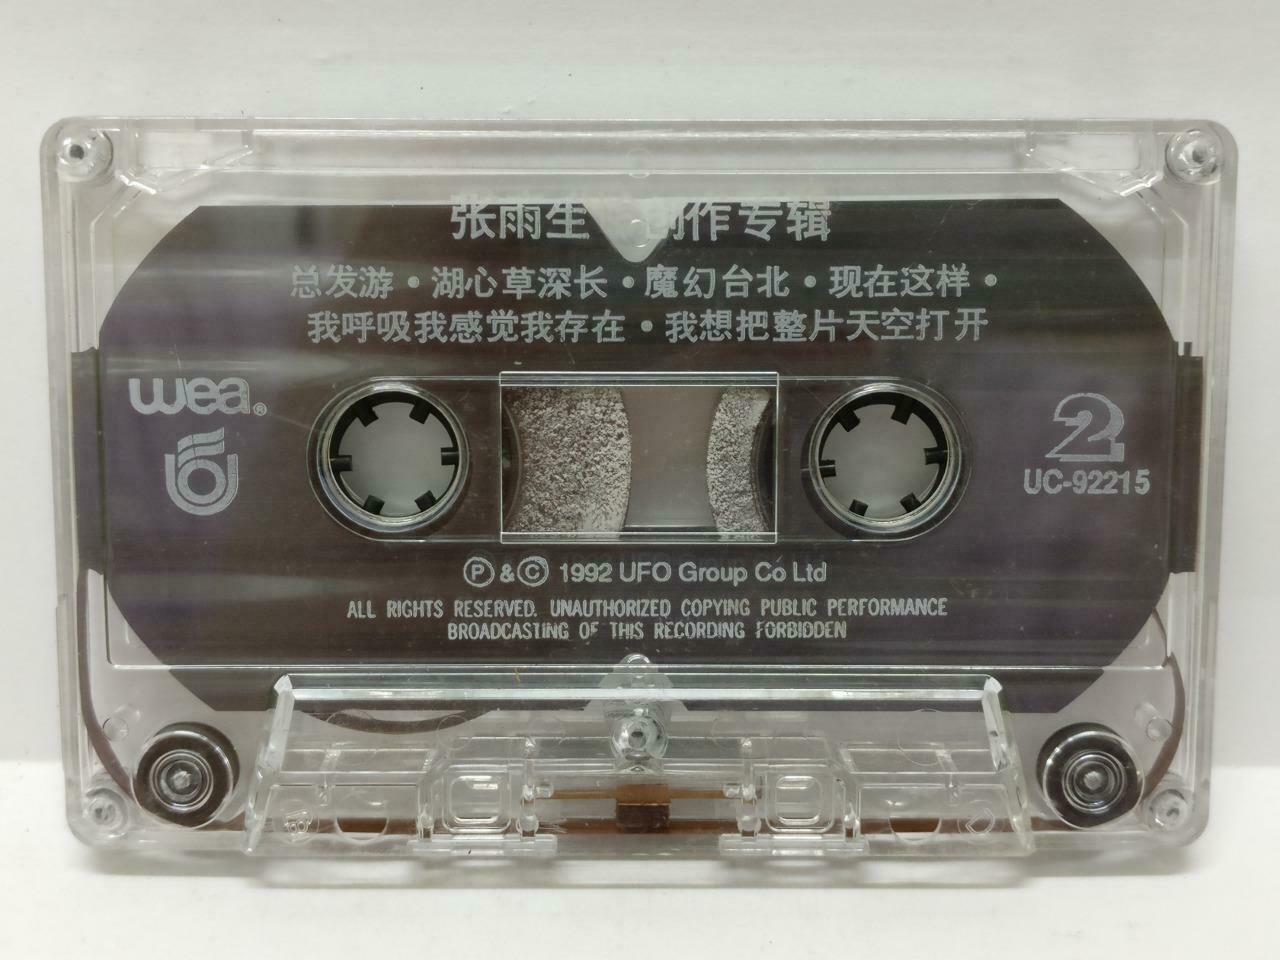 张雨生 创作专辑
总发游·湖心草深长·魔幻台北·现在这样·
我呼吸我感觉我存在·我想把整片天空打开
wea®
2
UC-92215
Ⓟ & © 1992 UFO Group Co Ltd
ALL RIGHTS RESERVED. UNAUTHORIZED COPYING PUBLIC PERFORMANCE
BROADCASTING OF THIS RECORDING FORBIDDEN